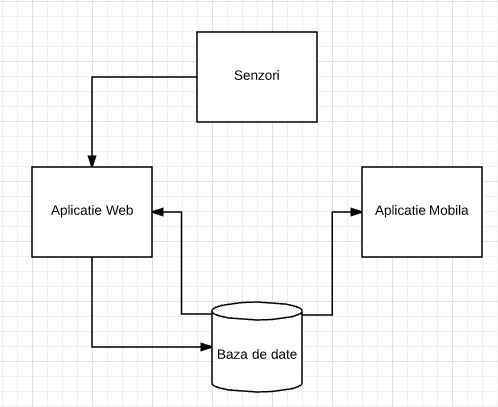 Senzori
Aplicatie Web
Aplicatie Mobila
Baza de date